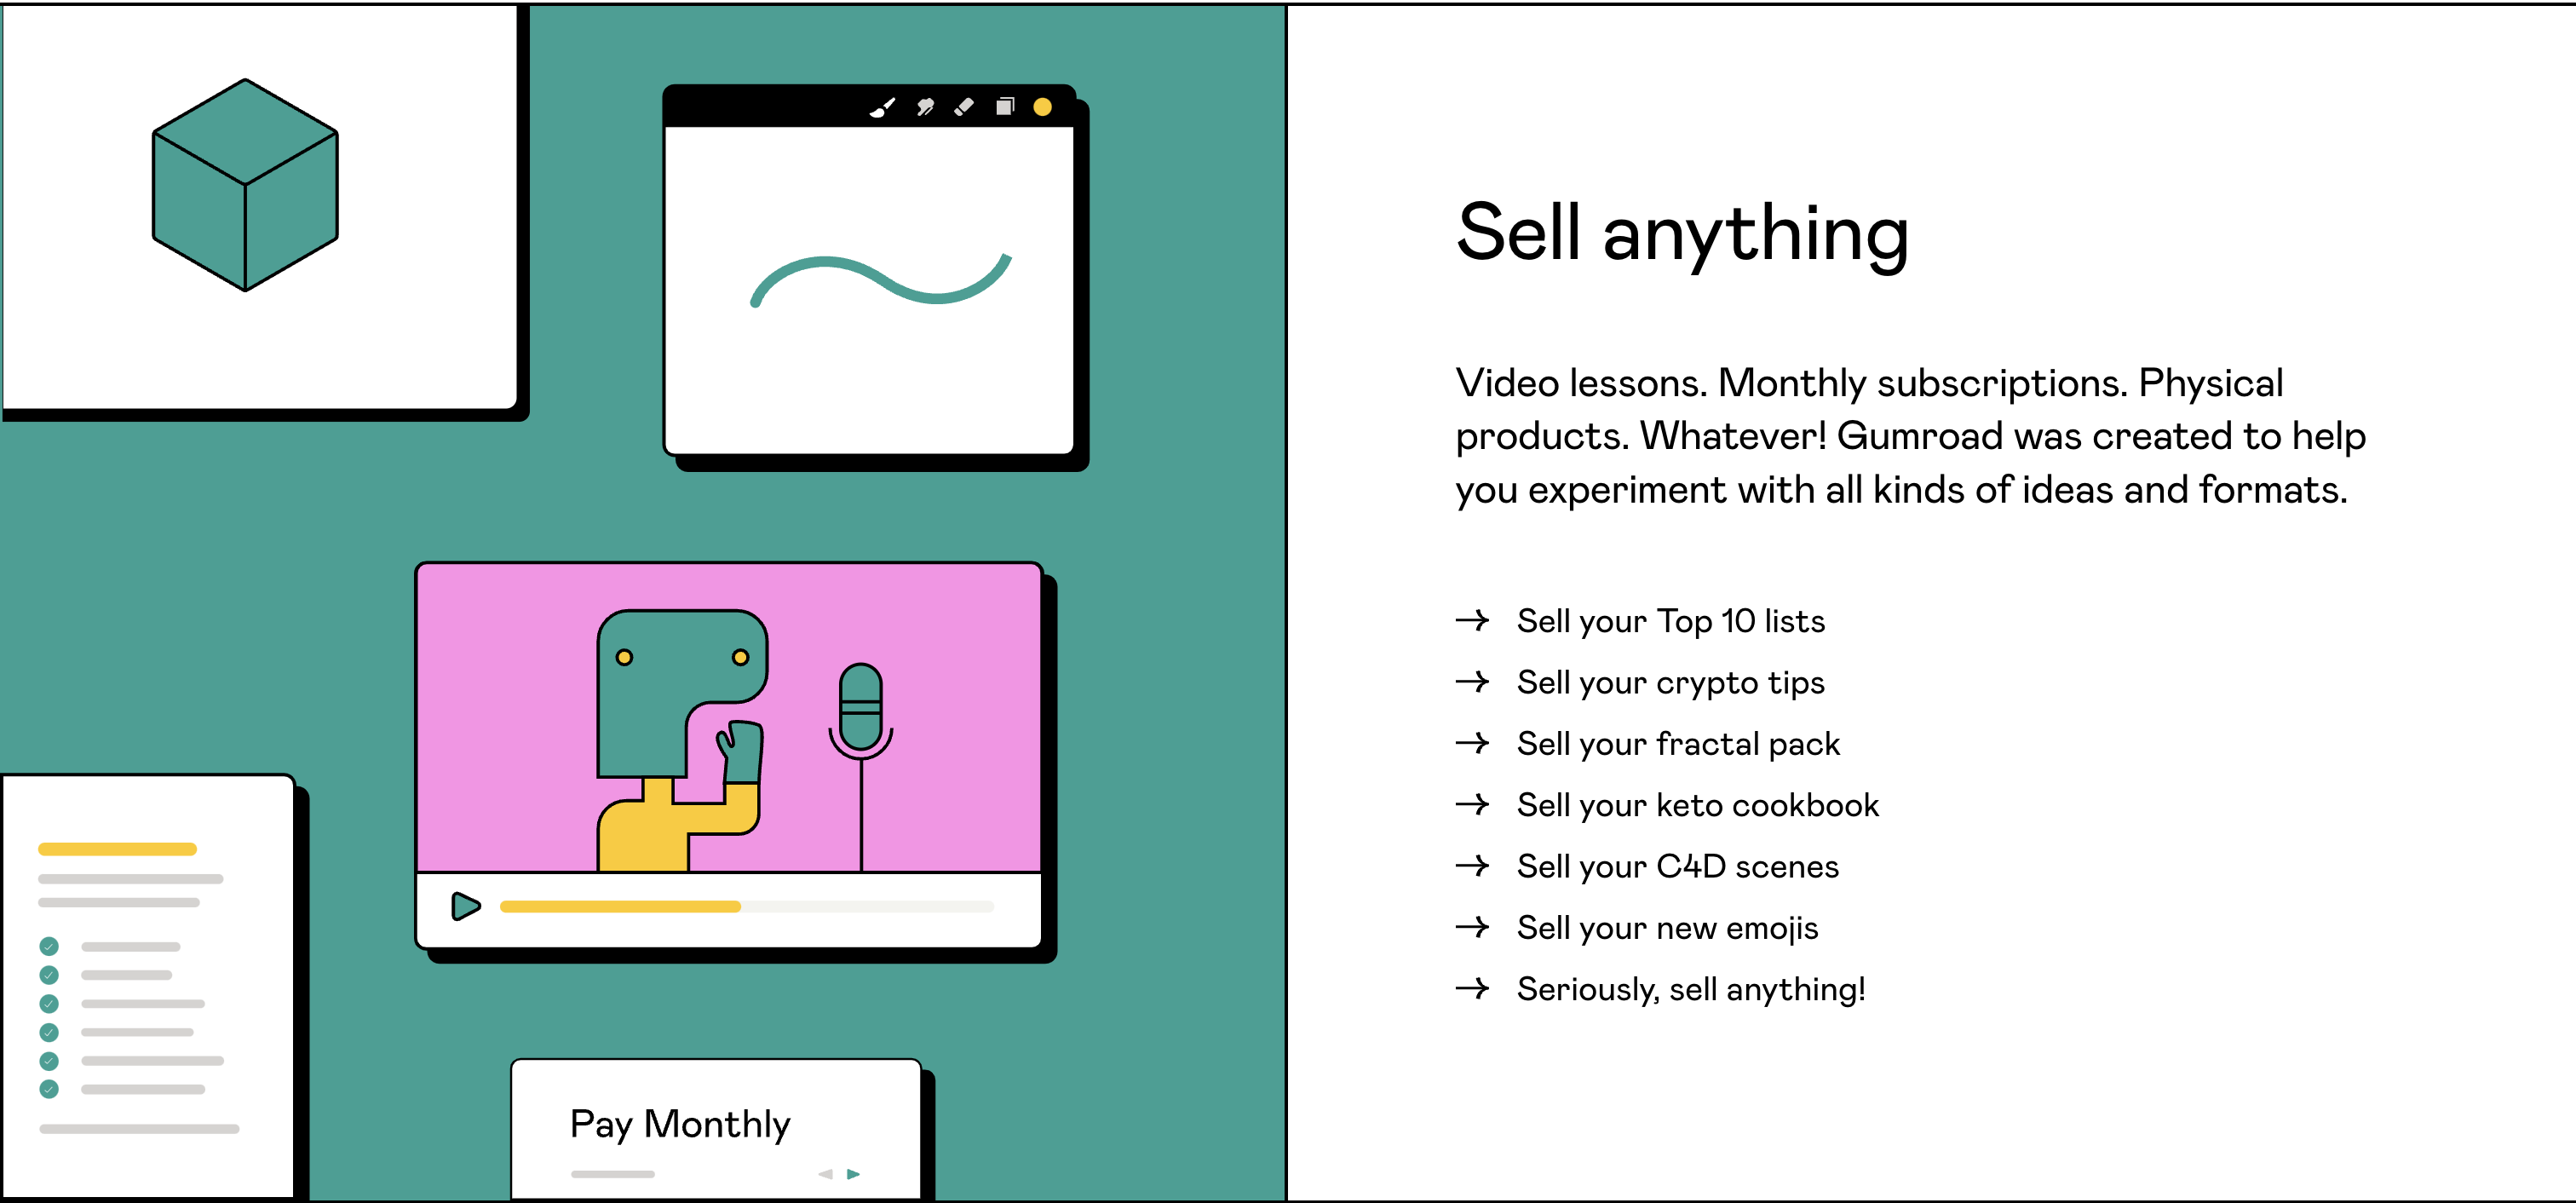 Sell anything
Video lessons. Monthly subscriptions. Physical
products. Whatever! Gumroad was created to help
you experiment with all kinds of ideas and formats.
→ Sell your Top 10 lists
→ Sell your crypto tips
→ Sell your fractal pack
→ Sell your keto cookbook
→ Sell your C4D scenes
→ Sell your new emojis
→ Seriously, sell anything!
Pay Monthly